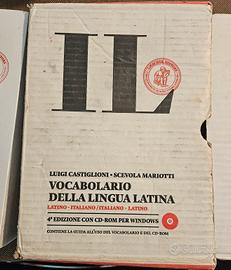 IL
LUIGI CASTIGLIONI • SCEVOLA MARIOTTI
VOCABOLARIO
DELLA LINGUA LATINA
LATINO - ITALIANO / ITALIANO - LATINO
4ª EDIZIONE CON CD-ROM PER WINDOWS
CONTIENE LA GUIDA ALL'USO DEL VOCABOLARIO E DEL CD-ROM